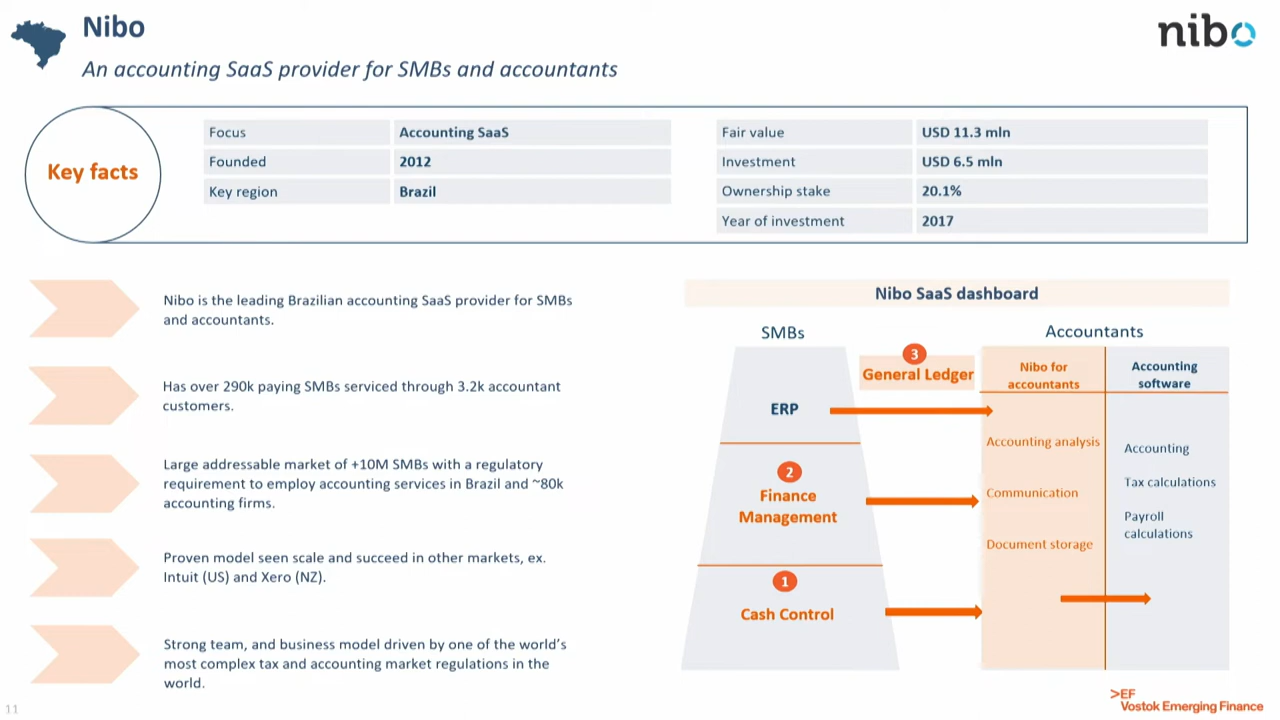 Nibo
nibo
An accounting SaaS provider for SMBs and accountants
Key facts
Focus Accounting SaaS
Founded 2012
Key region Brazil
Fair value USD 11.3 mln
Investment USD 6.5 mln
Ownership stake 20.1%
Year of investment 2017
Nibo is the leading Brazilian accounting SaaS provider for SMBs
and accountants.
Has over 290k paying SMBs serviced through 3.2k accountant
customers.
Large addressable market of +10M SMBs with a regulatory
requirement to employ accounting services in Brazil and ~80k
accounting firms.
Proven model seen scale and succeed in other markets, ex.
Intuit (US) and Xero (NZ).
Strong team, and business model driven by one of the world's
most complex tax and accounting market regulations in the
world.
Nibo SaaS dashboard
SMBs
Accountants
ERP
2
Finance
Management
1
Cash Control
3
General Ledger
Nibo for
accountants
Accounting analysis
Communication
Document storage
Accounting
software
Accounting
Tax calculations
Payroll
calculations
11
>EF
Vostok Emerging Finance